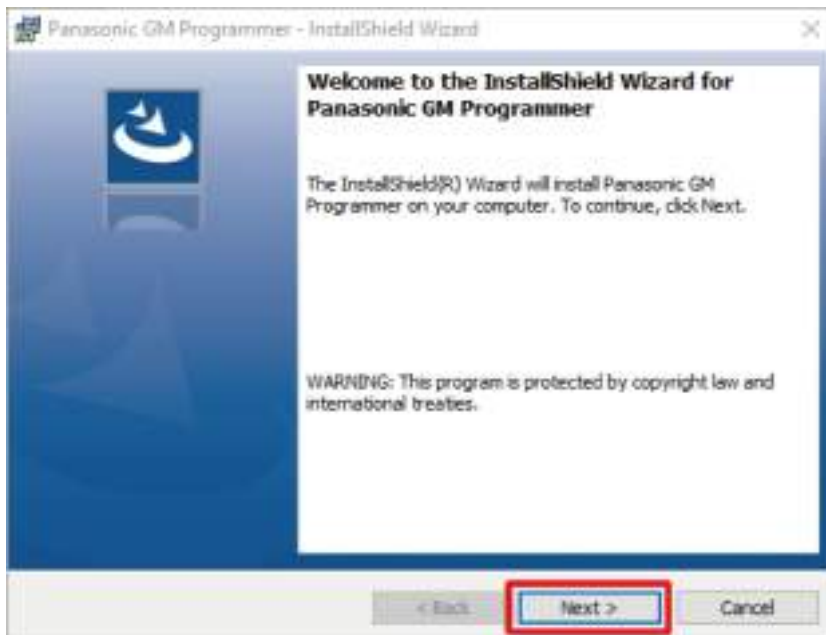 Panasonic GM Programmer - InstallShield Wizard
Welcome to the InstallShield Wizard for
Panasonic GM Programmer
The InstallShield(R) Wizard will install Panasonic GM
Programmer on your computer. To continue, click Next.
WARNING: This program is protected by copyright law and
international treaties.
< Back
Next >
Cancel